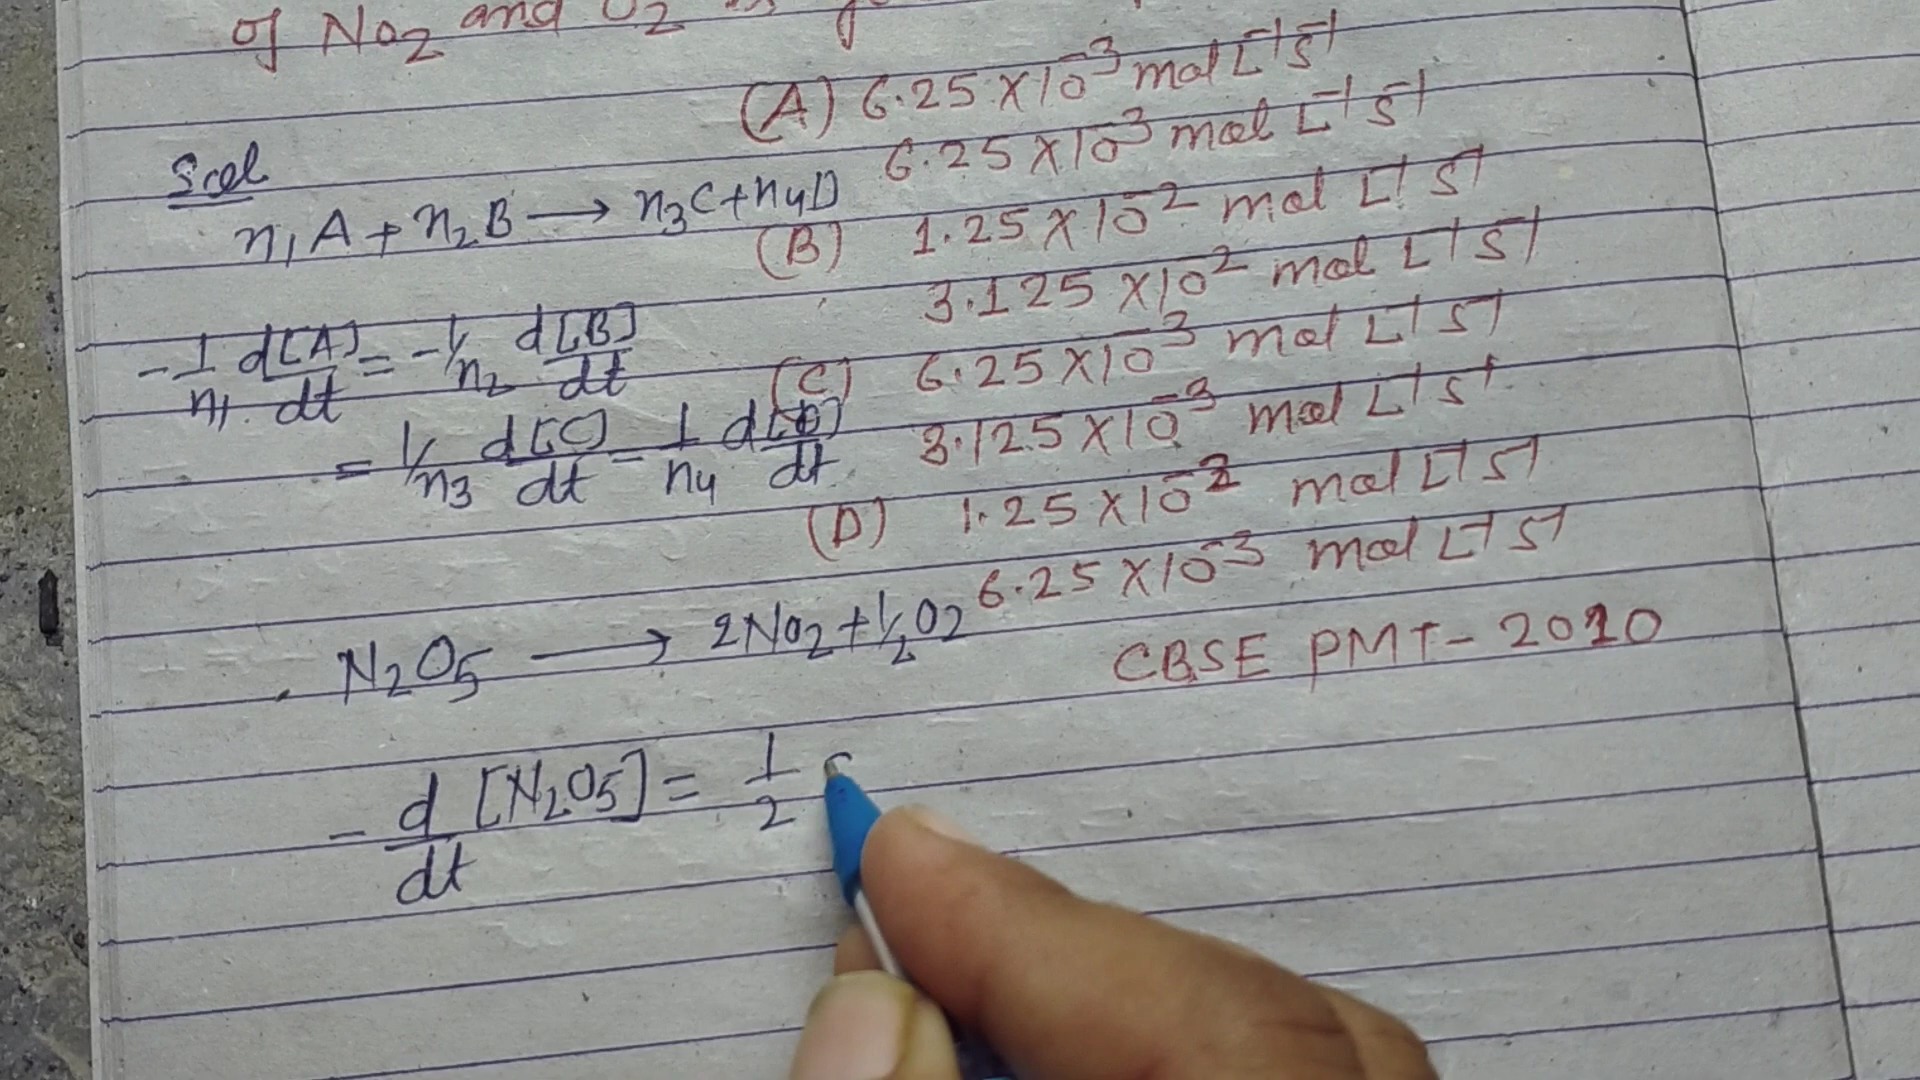 of NO2 and O2
(A) 6.25 × 10⁻³ mol L⁻¹ S⁻¹
6.25 × 10⁻³ mol L⁻¹ S⁻¹
(B) 1.25 × 10⁻² mol L⁻¹ S⁻¹
3.125 × 10⁻² mol L⁻¹ S⁻¹
(C) 6.25 × 10⁻³ mol L⁻¹ S⁻¹
3.125 × 10⁻³ mol L⁻¹ S⁻¹
(D) 1.25 × 10⁻² mol L⁻¹ S⁻¹
6.25 × 10⁻³ mol L⁻¹ S⁻¹
CBSE PMT - 2010
Sol
n₁A + n₂B ⟶ n₃C + n₄D
-1/n₁ d[A]/dt = -1/n₂ d[B]/dt
= 1/n₃ d[C]/dt = 1/n₄ d[D]/dt
N₂O₅ ⟶ 2NO₂ + 1/2 O₂
- d/dt [N₂O₅] = 1/2